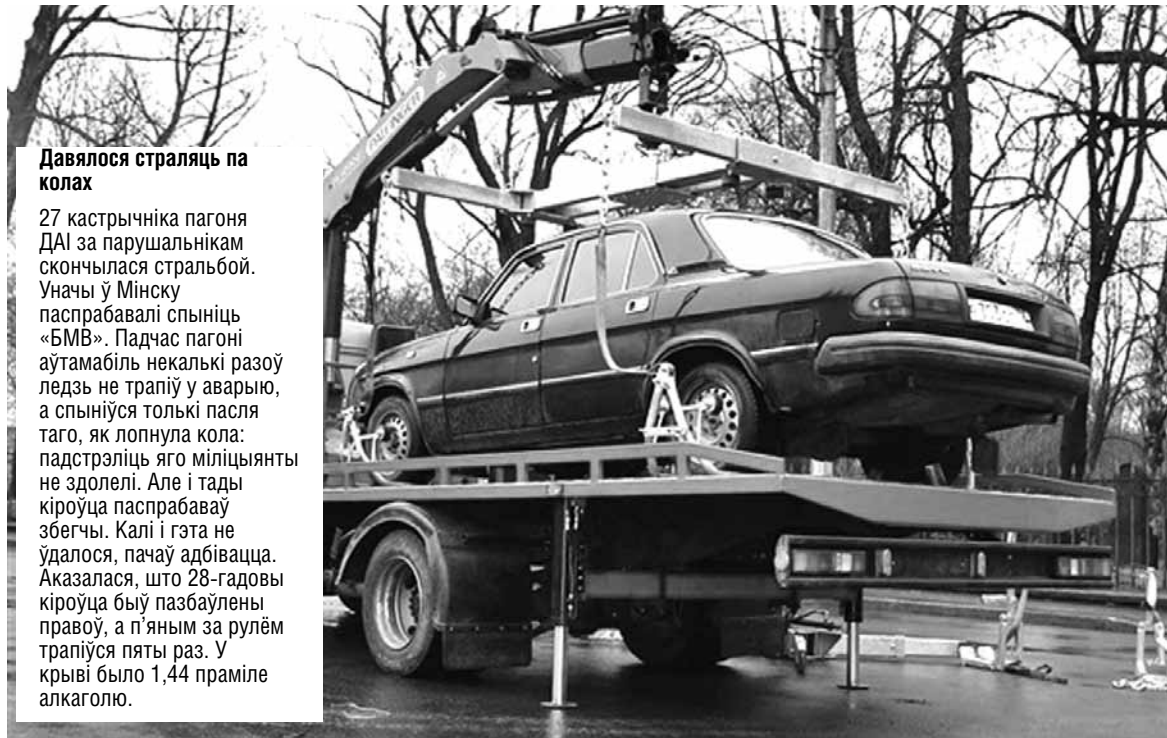 Давялося страляць па
колах
27 кастрычніка пагоня
ДАІ за парушальнікам
скончылася стральбой.
Уначы ў Мінску
паспрабавалі спыніць
«БМВ». Падчас пагоні
аўтамабіль некалькі разоў
ледзь не трапіў у аварыю,
а спыніўся толькі пасля
таго, як лопнула кола:
падстрэліць яго міліцыянты
не здолелі. Але і тады
кіроўца паспрабаваў
збегчы. Калі і гэта не
ўдалося, пачаў адбівацца.
Аказалася, што 28-гадовы
кіроўца быў пазбаўлены
правоў, а п’яным за рулём
трапіўся пяты раз. У
крыві было 1,44 праміле
алкаголю.